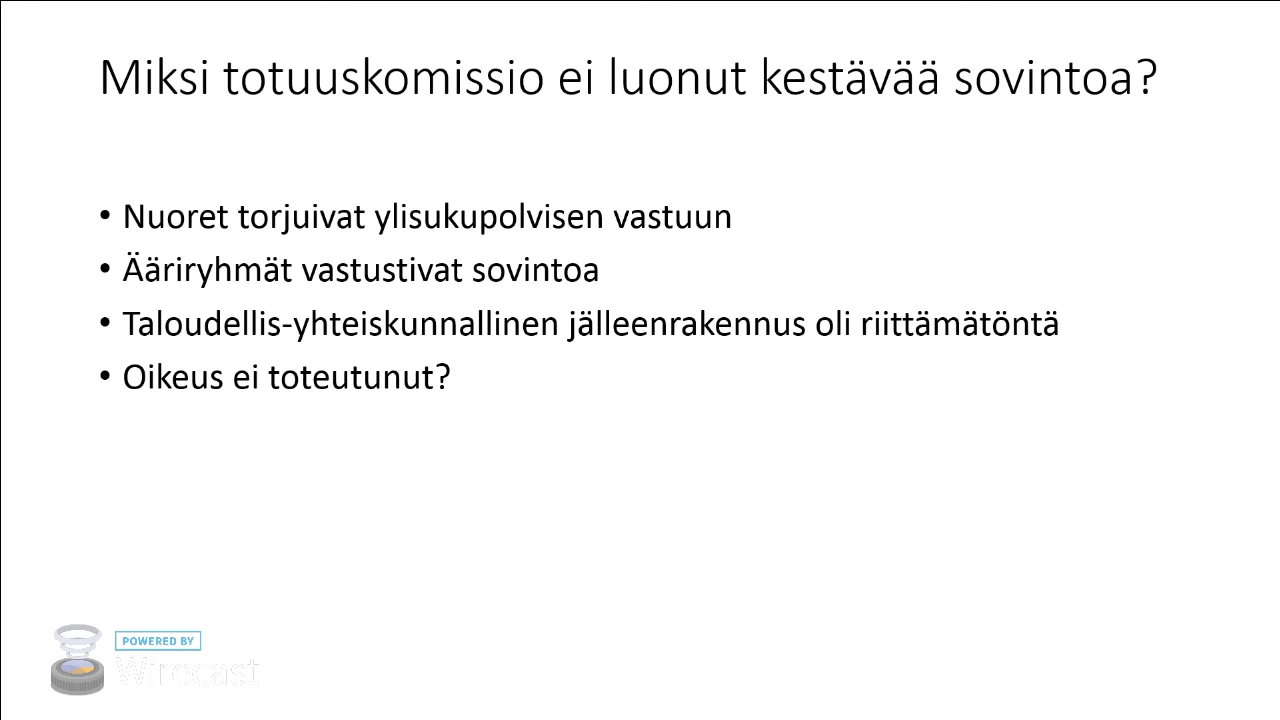 Miksi totuuskomissio ei luonut kestävää sovintoa?
• Nuoret torjuivat ylisukupolvisen vastuun
• Ääriryhmät vastustivat sovintoa
• Taloudellis-yhteiskunnallinen jälleenrakennus oli riittämätöntä
• Oikeus ei toteutunut?
POWERED BY
Wirecast